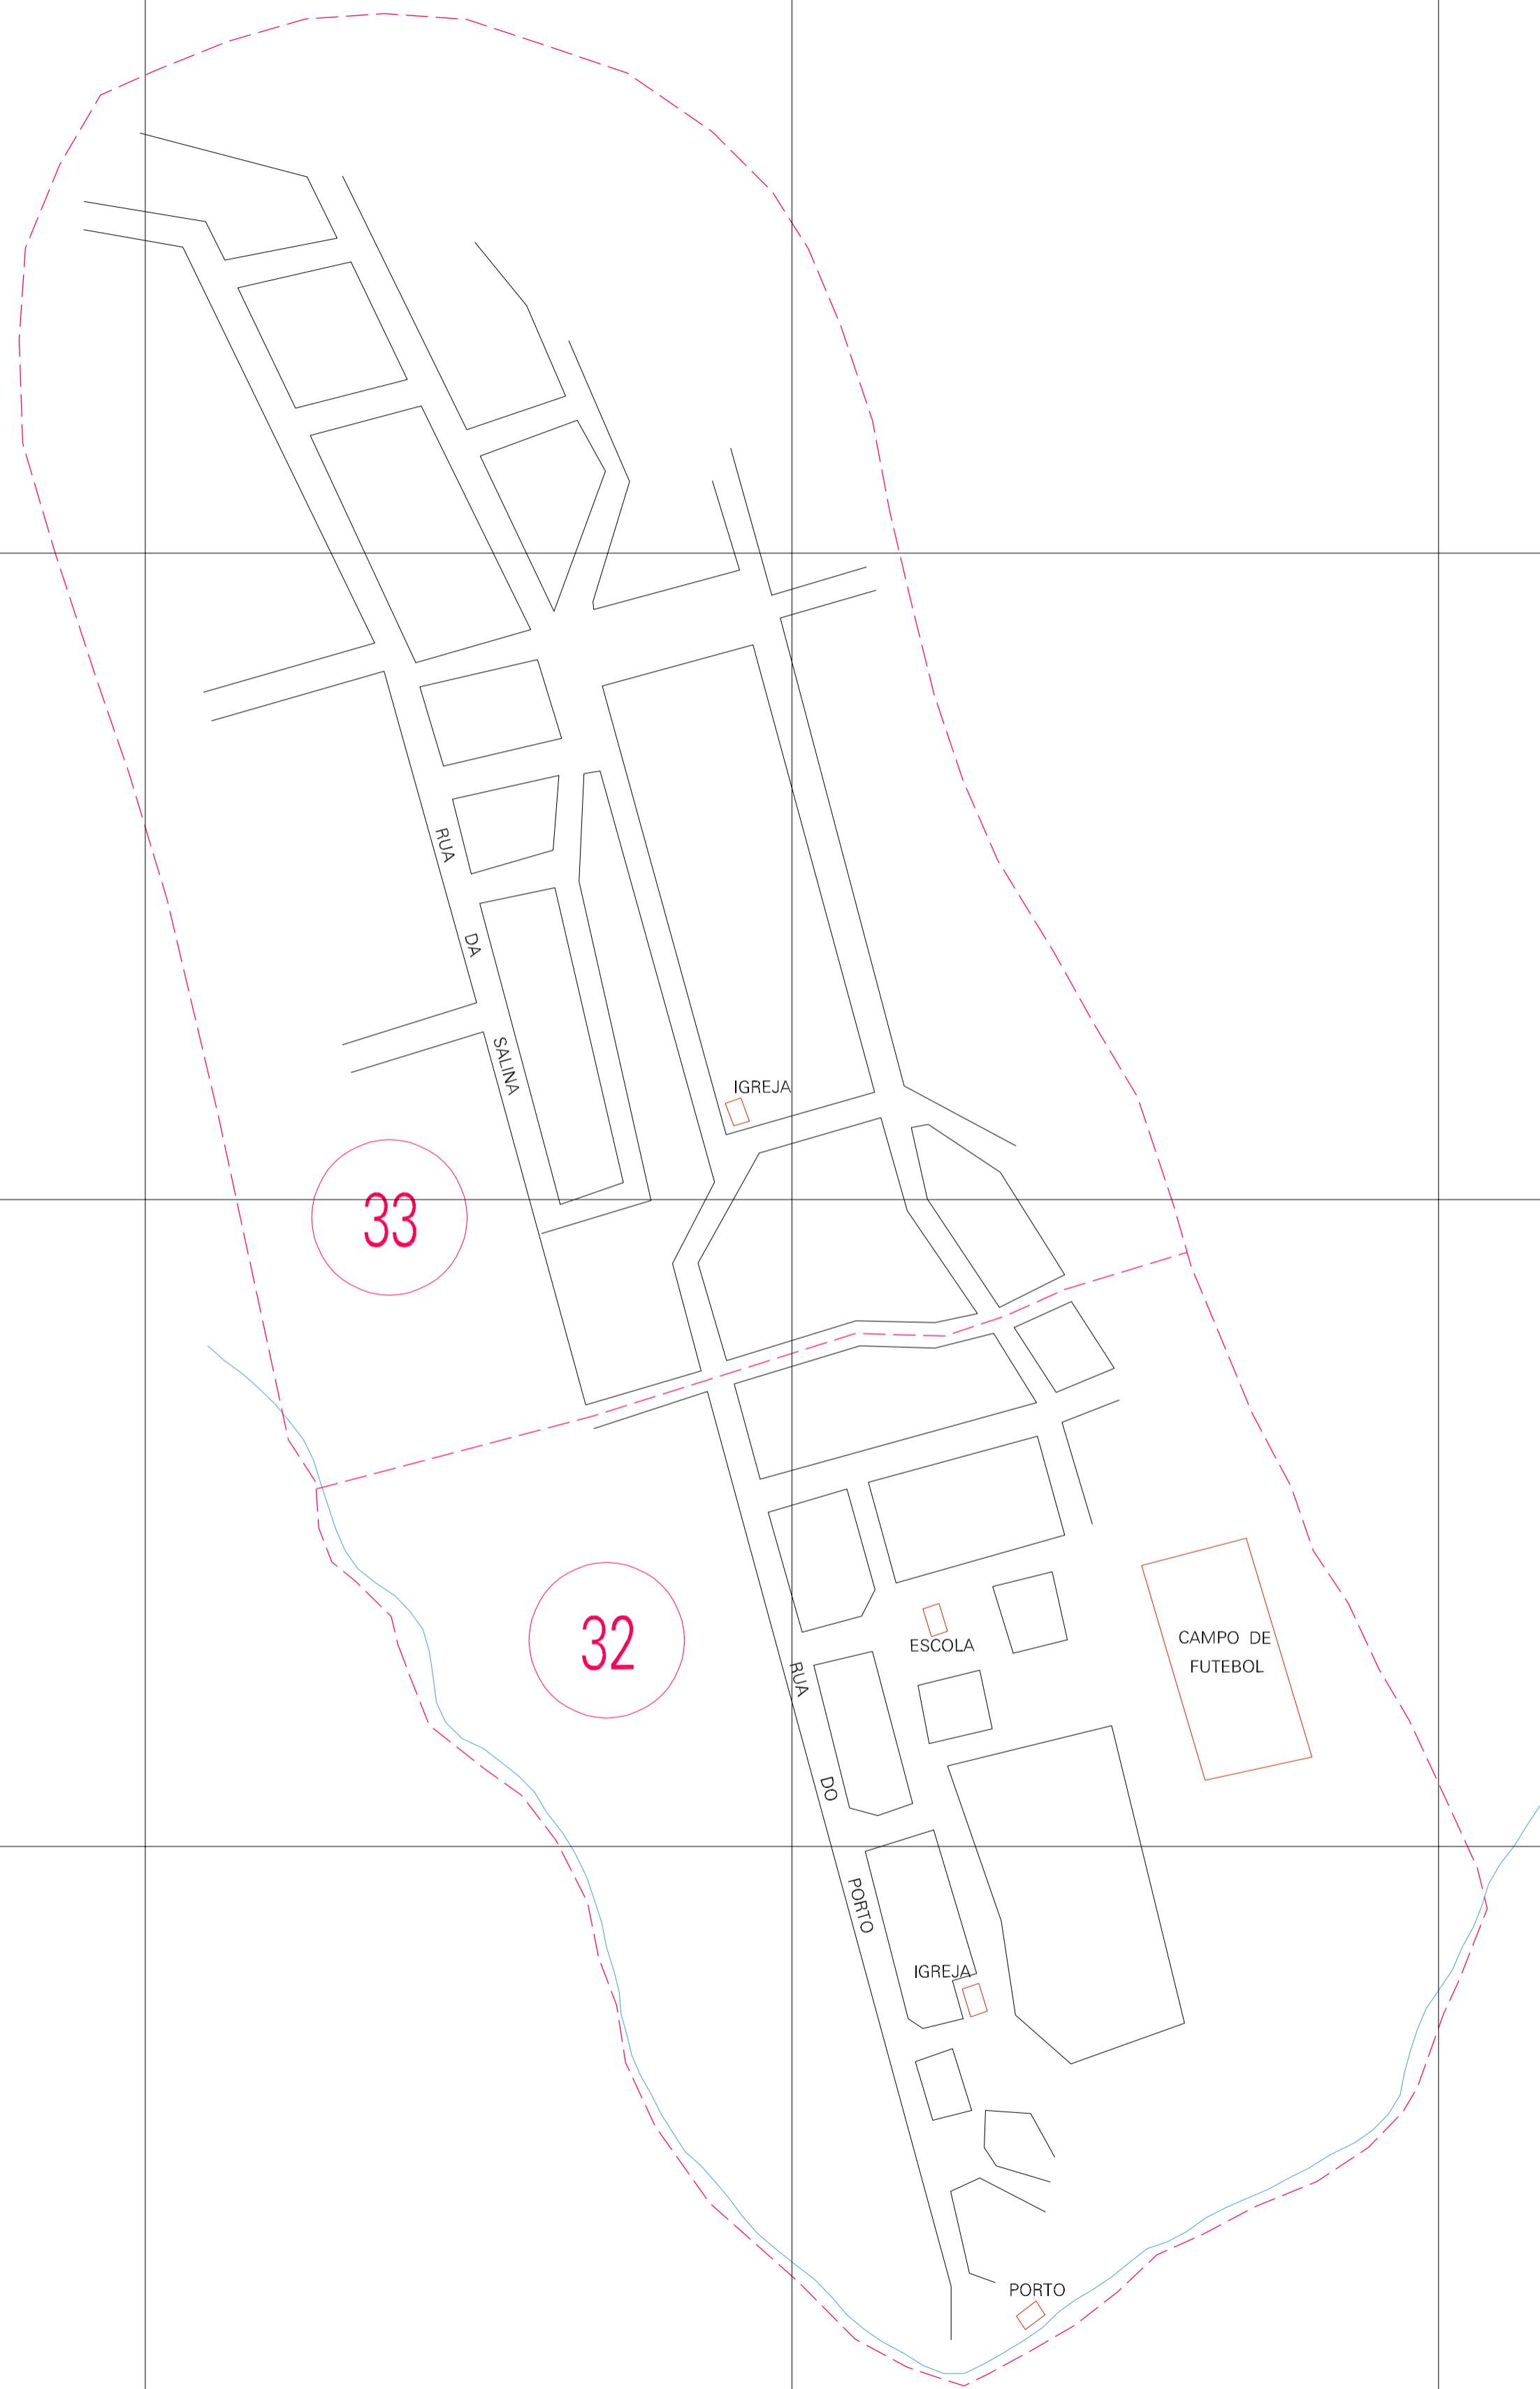 RUA
DA
SALINA
IGREJA
33
32
ESCOLA
CAMPO DE
FUTEBOL
RUA
DO
PORTO
IGREJA
PORTO